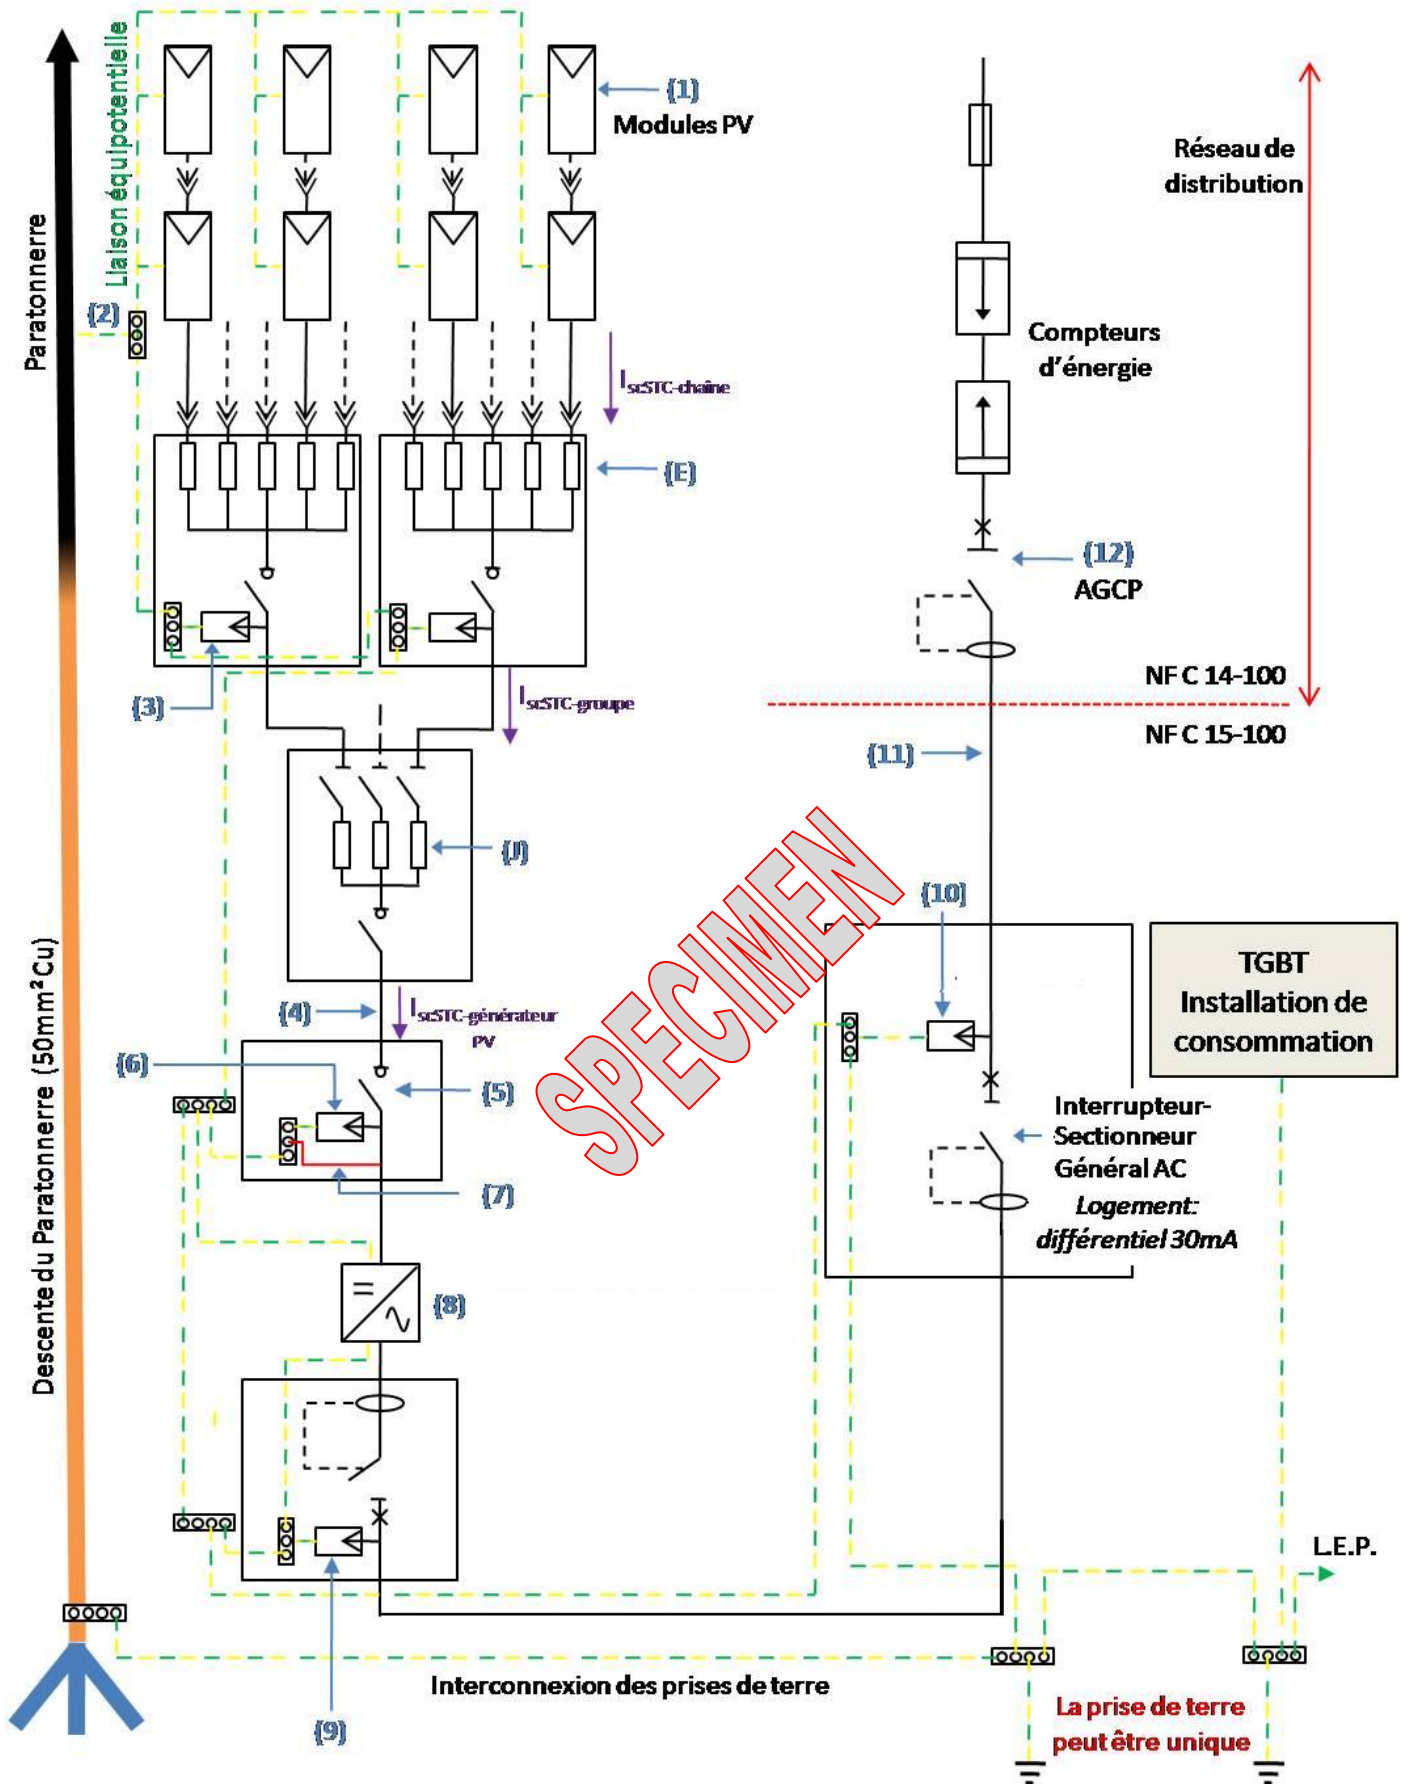 Paratonnerre
Descente du Paratonnerre (50mm² Cu)
Liaison équipotentielle
(1)
Modules PV
(2)
IscSTC-chaîne
(E)
(3)
IscSTC-groupe
(J)
(4)
IscSTC-générateur
PV
(6)
(5)
(7)
(8)
(9)
Réseau de
distribution
Compteurs
d'énergie
(12)
AGCP
NF C 14-100
NF C 15-100
(11)
SPECIMEN
(10)
TGBT
Installation de
consommation
Interrupteur-
Sectionneur
Général AC
Logement:
différentiel 30mA
L.E.P.
Interconnexion des prises de terre
La prise de terre
peut être unique